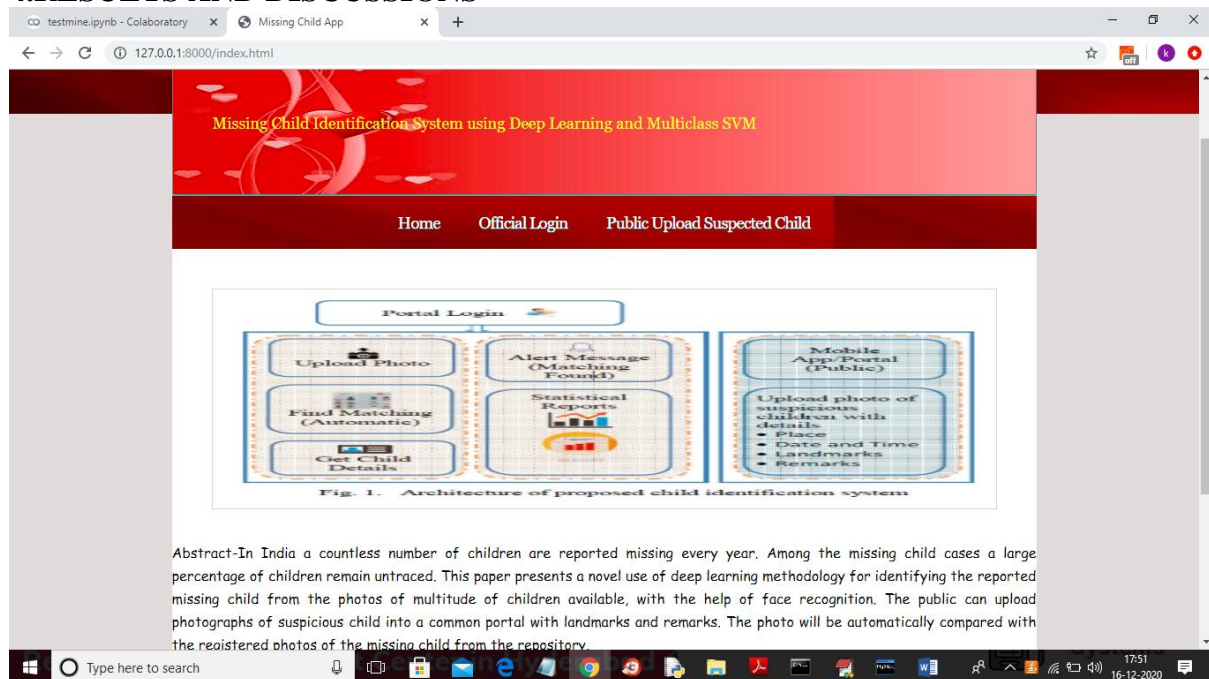 RESULTS AND DISCUSSIONS
testmine.ipynb - Colaboratory
Missing Child App
127.0.0.1:8000/index.html
off
k
Missing Child Identification System using Deep Learning and Multiclass SVM
Home Official Login Public Upload Suspected Child
Portal Login
Upload Photo
Find Matching
(Automatic)
Get Child
Details
Alert Message
(Matching
Found)
Statistical
Reports
Mobile
App/Portal
(Public)
Upload photo of
suspicious
children with
details
• Place
• Date and Time
• Landmarks
• Remarks
Fig. 1. Architecture of proposed child identification system
Abstract-In India a countless number of children are reported missing every year. Among the missing child cases a large
percentage of children remain untraced. This paper presents a novel use of deep learning methodology for identifying the reported
missing child from the photos of multitude of children available, with the help of face recognition. The public can upload
photographs of suspicious child into a common portal with landmarks and remarks. The photo will be automatically compared with
the registered photos of the missing child from the repository.
Type here to search
17:51
16-12-2020